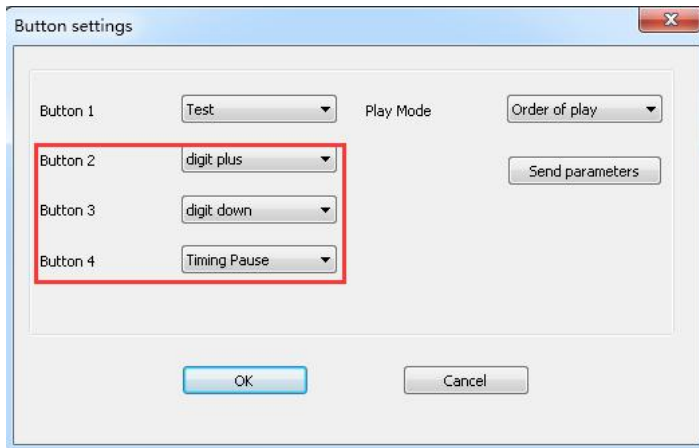 Button settings
Button 1 Test Play Mode Order of play
Button 2 digit plus Send parameters
Button 3 digit down
Button 4 Timing Pause
OK Cancel